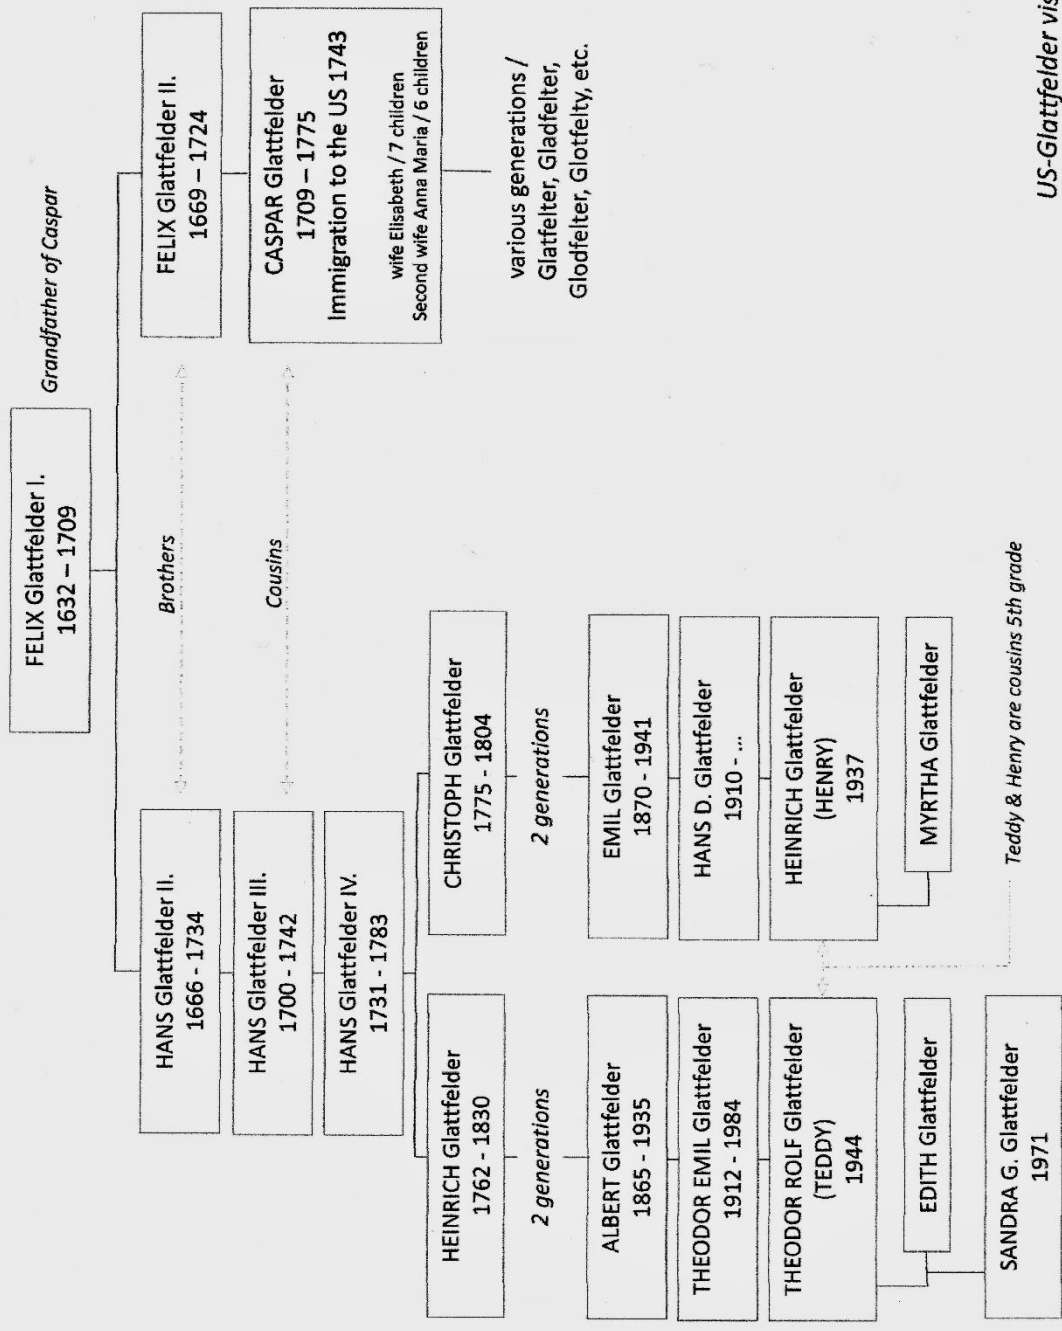 FELIX Glattfelder I.
1632 – 1709
Grandfather of Caspar
HANS Glattfelder II.
1666 - 1734
Brothers
FELIX Glattfelder II.
1669 – 1724
HANS Glattfelder III.
1700 - 1742
Cousins
CASPAR Glattfelder
1709 – 1775
Immigration to the US 1743
wife Elisabeth / 7 children
Second wife Anna Maria / 6 children
HANS Glattfelder IV.
1731 - 1783
various generations /
Glatfelter, Gladfelter,
Glodfelter, Glotfelty, etc.
HEINRICH Glattfelder
1762 - 1830
CHRISTOPH Glattfelder
1775 - 1804
2 generations
2 generations
ALBERT Glattfelder
1865 - 1935
EMIL Glattfelder
1870 - 1941
THEODOR EMIL Glattfelder
1912 - 1984
HANS D. Glattfelder
1910 - ...
THEODOR ROLF Glattfelder
(TEDDY)
1944
HEINRICH Glattfelder
(HENRY)
1937
EDITH Glattfelder
MYRTHA Glattfelder
SANDRA G. Glattfelder
1971
Teddy & Henry are cousins 5th grade
US-Glattfelder vis